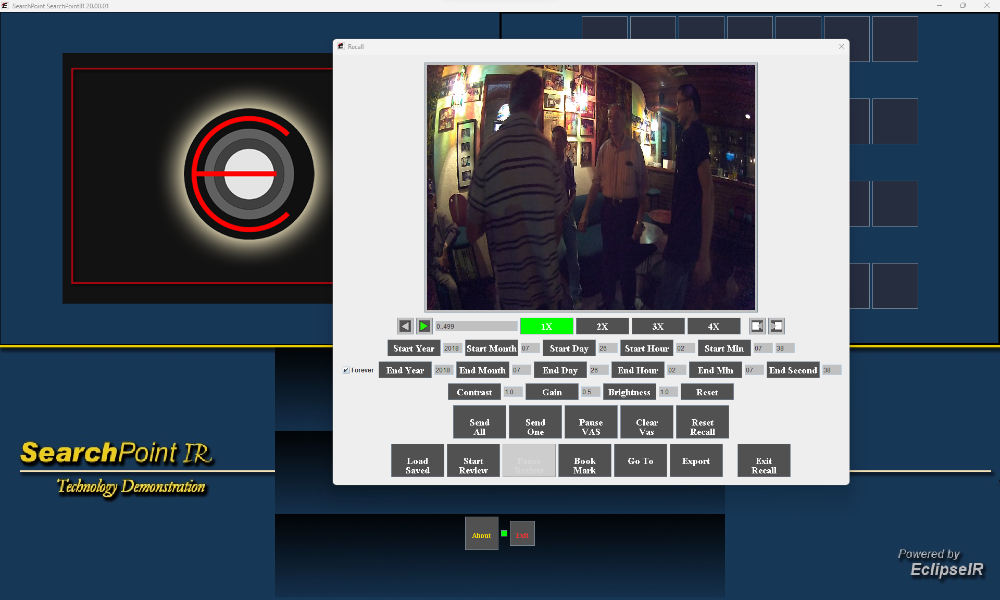 SearchPoint SearchPointIR 20.00.01
Recall
0..499
1X 2X 3X 4X
Start Year 2018 Start Month 07 Start Day 26 Start Hour 02 Start Min 07 38
Forever End Year 2018 End Month 07 End Day 26 End Hour 02 End Min 07 End Second 38
Contrast 1.0 Gain 0.5 Brightness 1.0 Reset
Send All
Send One
Pause VAS
Clear Vas
Reset Recall
Load Saved
Start Review
Pause Review
Book Mark
Go To
Export
Exit Recall
SearchPoint IR
Technology Demonstration
About
Exit
Powered by
EclipseIR